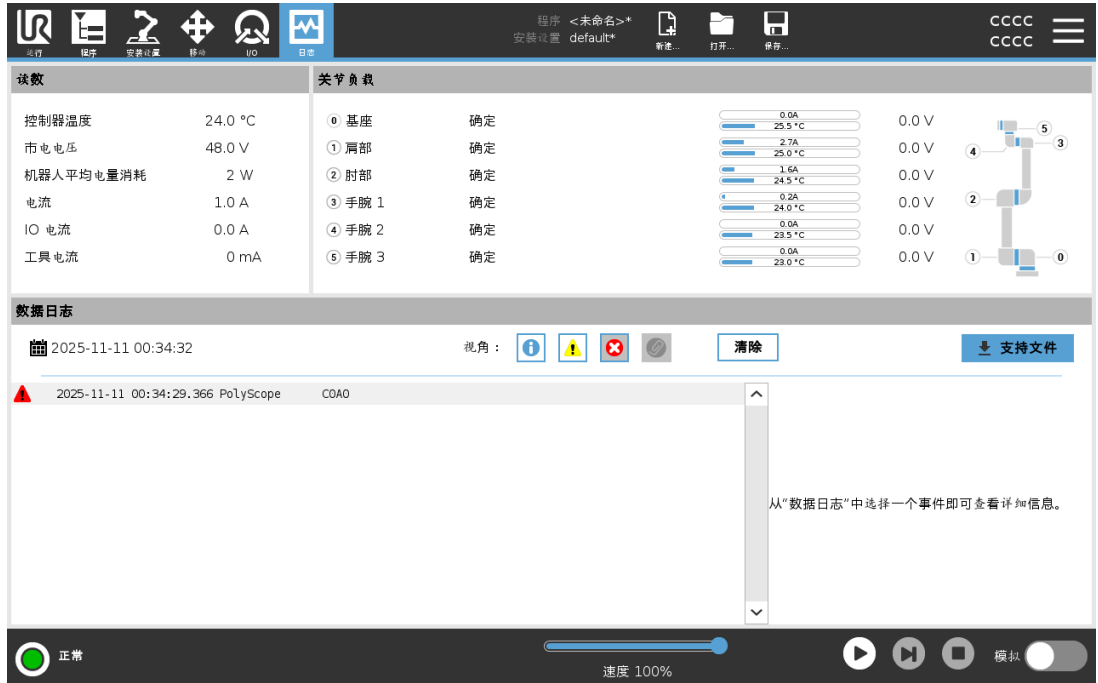 UR
运行
程序
安装设置
移动
I/O
日志
程序 <未命名>*
安装设置 default*
新建...
打开...
保存...
CCCC
CCCC
读数
关节负载
控制器温度 24.0 °C
市电电压 48.0 V
机器人平均电量消耗 2 W
电流 1.0 A
IO 电流 0.0 A
工具电流 0 mA
0 基座 确定 0.0A 25.5 °C 0.0 V
1 肩部 确定 2.7A 25.0 °C 0.0 V
2 肘部 确定 1.6A 24.5 °C 0.0 V
3 手腕 1 确定 0.2A 24.0 °C 0.0 V
4 手腕 2 确定 0.0A 23.5 °C 0.0 V
5 手腕 3 确定 0.0A 23.0 °C 0.0 V
5
3
4
2
1
0
数据日志
2025-11-11 00:34:32
视角：
清除
支持文件
2025-11-11 00:34:29.366 PolyScope C0A0
从“数据日志”中选择一个事件即可查看详细信息。
正常
速度 100%
模拟